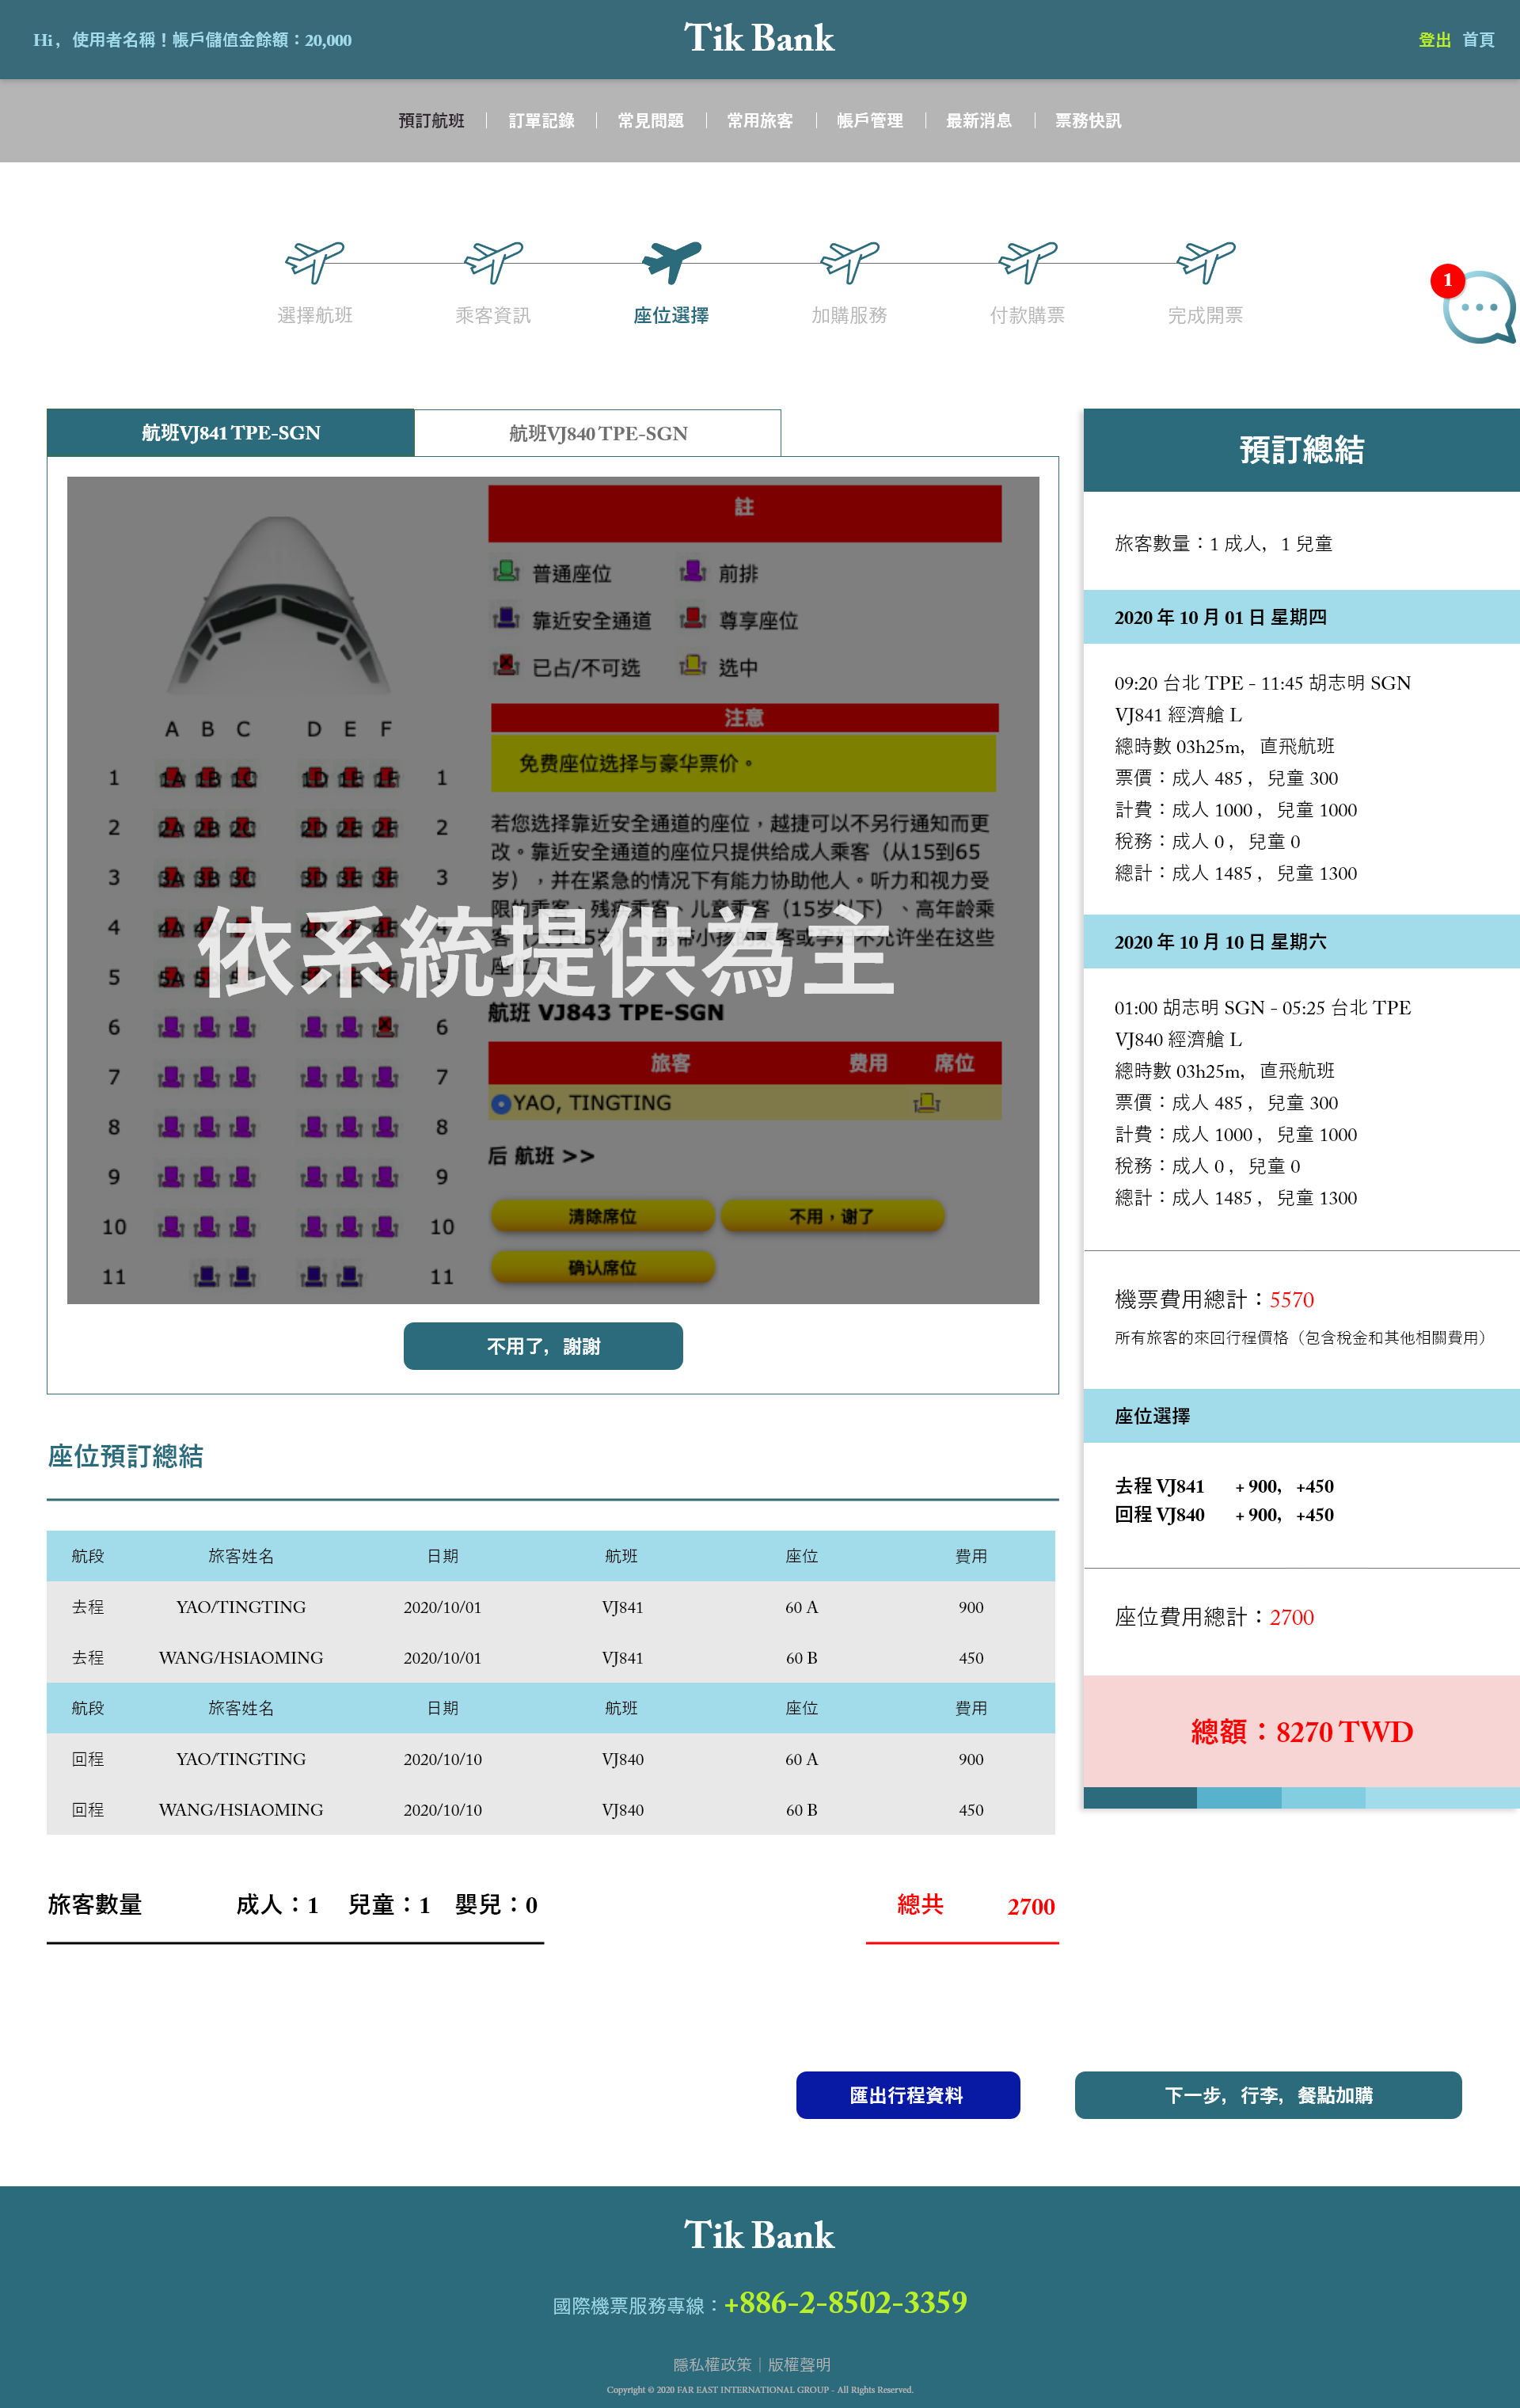 Hi， 使用者名稱！帳戶儲值金餘額：20,000
Tik Bank
登出 首頁
預訂航班 | 訂單記錄 | 常見問題 | 常用旅客 | 帳戶管理 | 最新消息 | 票務快訊
選擇航班 乘客資訊 座位選擇 加購服務 付款購票 完成開票
1
航班VJ841 TPE-SGN 航班VJ840 TPE-SGN
註
普通座位 前排
靠近安全座位 尊享座位
已占/不可选 选中
注意
免费座位选择与豪华票价。
若您选择靠近安全通道的座位，越捷可以不另行通知而更
改。靠近安全通道的座位只提供给成人乘客（从15到65
岁），并在紧急的情况下有能力协助他人。听力和视力受
限的乘客、残疾乘客、儿童乘客（15岁以下）、高年龄乘
依系統提供為主
航班 VJ843 TPE-SGN
旅客 费用 席位
YAO, TINGTING
后 航班 >>
清除席位 不用，谢了
确认席位
A B C D E F
1 1A 1B 1C 1D 1E 1F 1
2 2A 2B 2C 2D 2E 2F 2
3 3A 3B 3C 3D 3E 3F 3
4 4
5 5A 5B 5C 5
6 6
7 7
8 8
9 9
10 10
11 11
不用了，謝謝
座位預訂總結
航段 旅客姓名 日期 航班 座位 費用
去程 YAO/TINGTING 2020/10/01 VJ841 60 A 900
去程 WANG/HSIAOMING 2020/10/01 VJ841 60 B 450
航段 旅客姓名 日期 航班 座位 費用
回程 YAO/TINGTING 2020/10/10 VJ840 60 A 900
回程 WANG/HSIAOMING 2020/10/10 VJ840 60 B 450
旅客數量 成人：1 兒童：1 嬰兒：0
總共 2700
預訂總結
旅客數量：1 成人，1 兒童
2020 年 10 月 01 日 星期四
09:20 台北 TPE - 11:45 胡志明 SGN
VJ841 經濟艙 L
總時數 03h25m，直飛航班
票價：成人 485 ，兒童 300
計費：成人 1000 ，兒童 1000
稅務：成人 0 ，兒童 0
總計：成人 1485 ，兒童 1300
2020 年 10 月 10 日 星期六
01:00 胡志明 SGN - 05:25 台北 TPE
VJ840 經濟艙 L
總時數 03h25m，直飛航班
票價：成人 485 ，兒童 300
計費：成人 1000 ，兒童 1000
稅務：成人 0 ，兒童 0
總計：成人 1485 ，兒童 1300
機票費用總計：5570
所有旅客的來回行程價格（包含稅金和其他相關費用）
座位選擇
去程 VJ841 + 900，+450
回程 VJ840 + 900，+450
座位費用總計：2700
總額：8270 TWD
匯出行程資料 下一步，行李，餐點加購
Tik Bank
國際機票服務專線：+886-2-8502-3359
隱私權政策｜版權聲明
Copyright © 2020 FAR EAST INTERNATIONAL GROUP - All Rights Reserved.